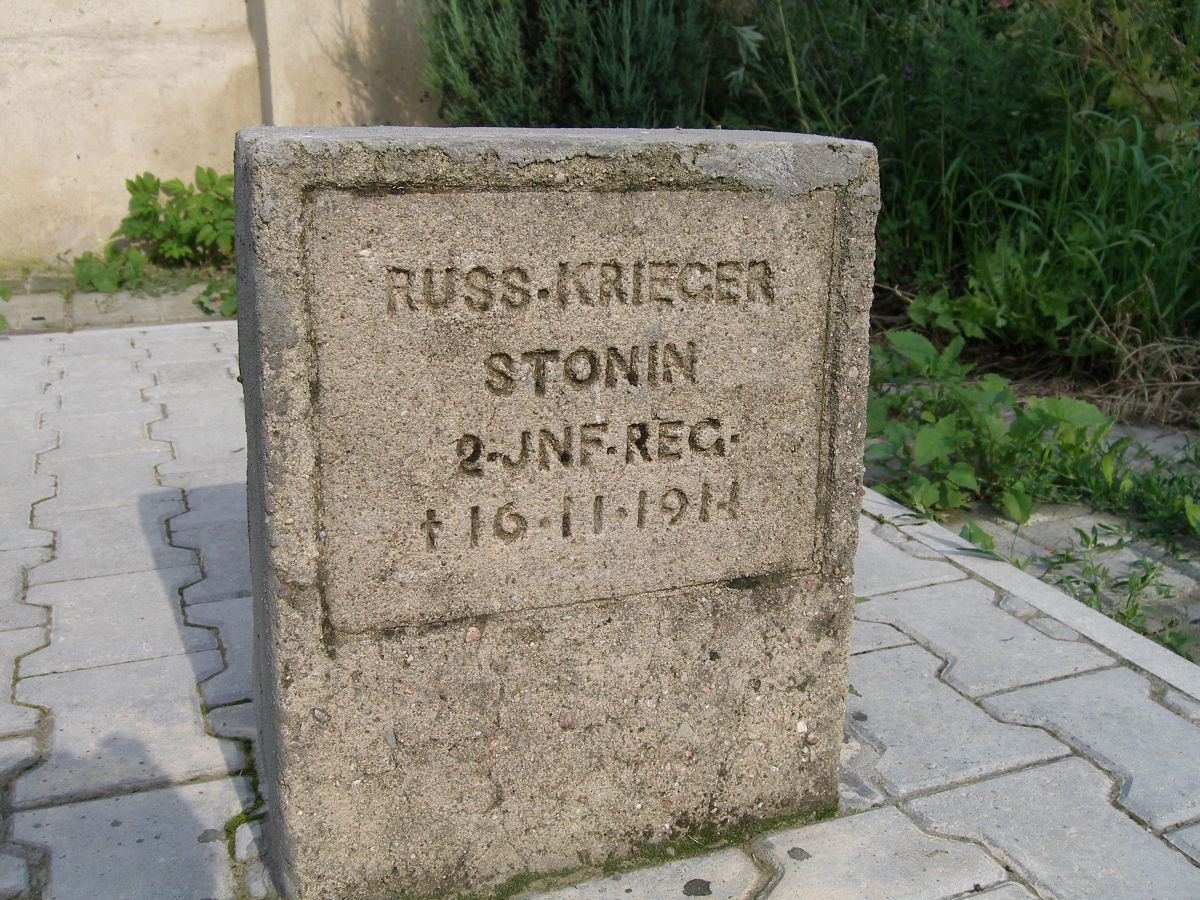 RUSS·KRIEGER
STONIN
2·JNF·REG·
† 16·11·1914